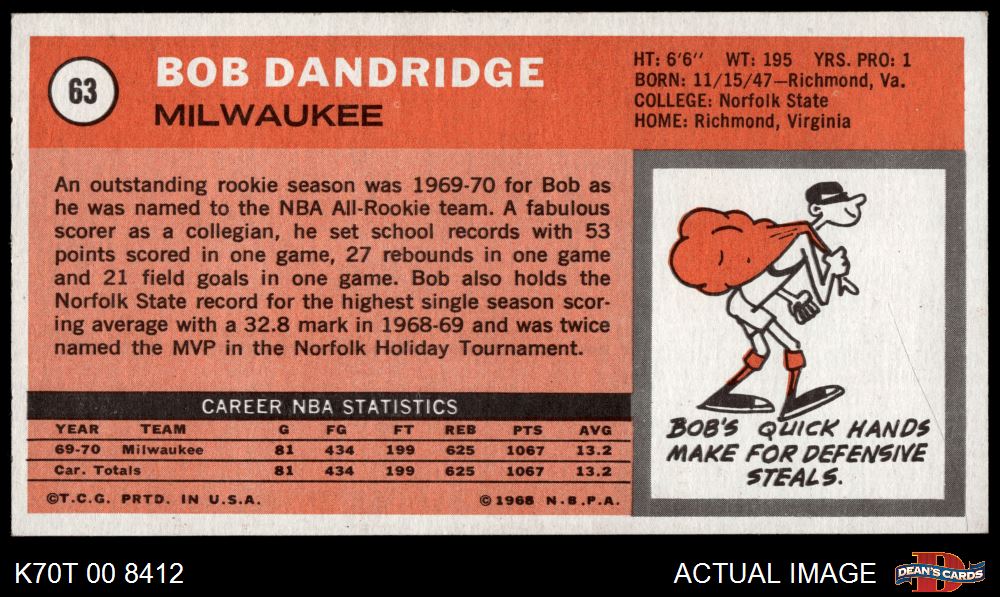 63
BOB DANDRIDGE
MILWAUKEE
HT: 6'6'' WT: 195 YRS. PRO: 1
BORN: 11/15/47—Richmond, Va.
COLLEGE: Norfolk State
HOME: Richmond, Virginia
An outstanding rookie season was 1969-70 for Bob as
he was named to the NBA All-Rookie team. A fabulous
scorer as a collegian, he set school records with 53
points scored in one game, 27 rebounds in one game
and 21 field goals in one game. Bob also holds the
Norfolk State record for the highest single season scor-
ing average with a 32.8 mark in 1968-69 and was twice
named the MVP in the Norfolk Holiday Tournament.
CAREER NBA STATISTICS
YEAR TEAM G FG FT REB PTS AVG
69-70 Milwaukee 81 434 199 625 1067 13.2
Car. Totals 81 434 199 625 1067 13.2
©T.C.G. PRTD. IN U.S.A. ©1968 N.B.P.A.
BOB'S QUICK HANDS
MAKE FOR DEFENSIVE
STEALS.
K70T 00 8412
ACTUAL IMAGE
D
DEAN'S CARDS